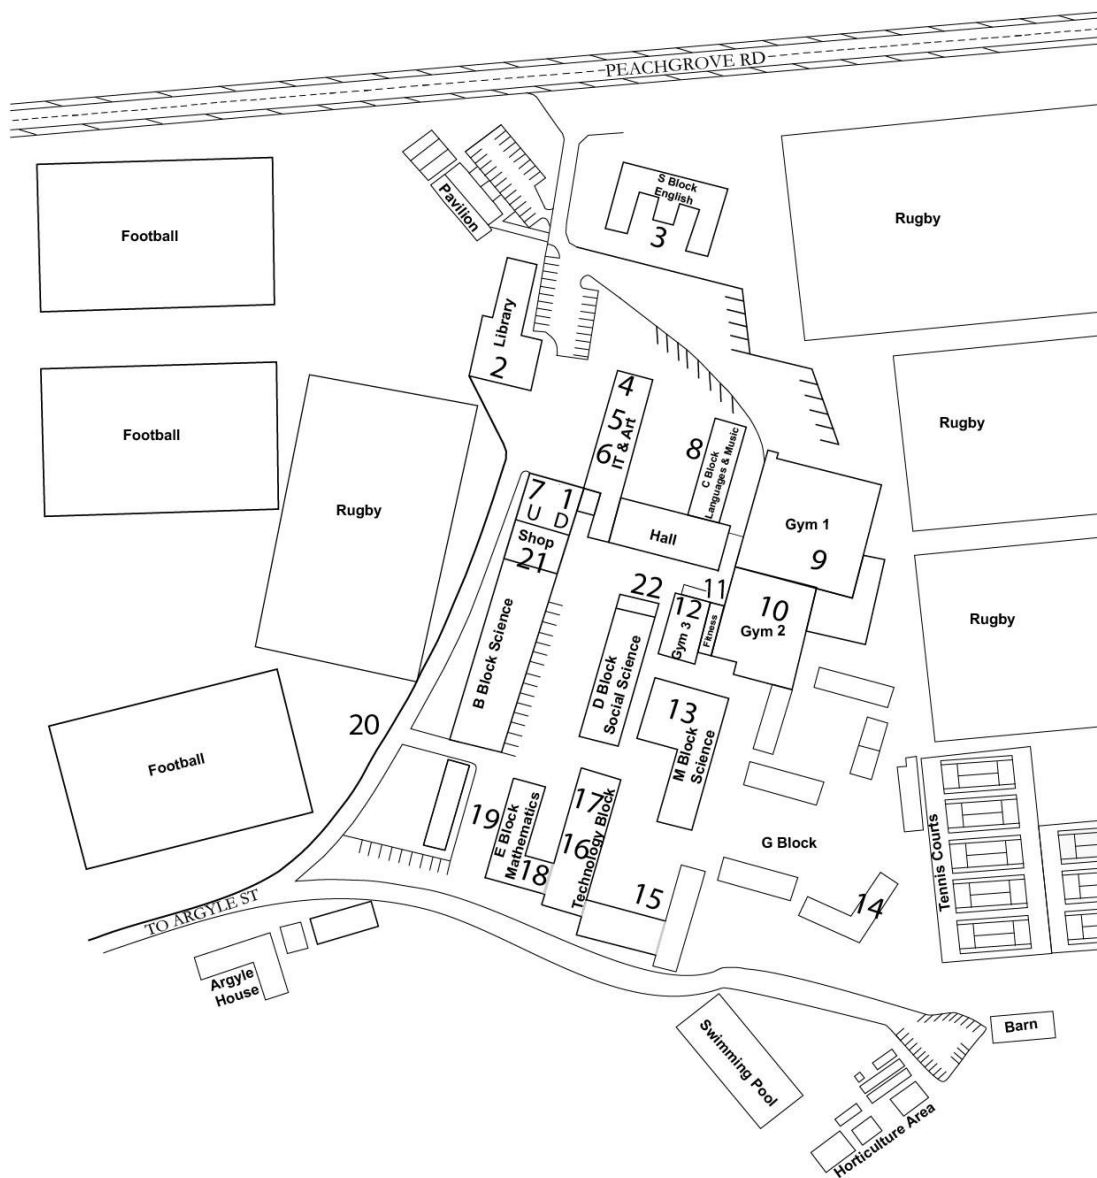 PEACHGROVE RD
Football
Pavilion
S Block
English
3
Rugby
Library
2
Football
Rugby
4
5
6
IT & Art
8
C Block
Languages & Music
Rugby
7
1
U
D
Shop
21
Hall
Gym 1
9
22
11
12
Gym 3
Fitness
10
Gym 2
Rugby
B Block Science
D Block
Social Science
13
M Block
Science
20
Football
19
E Block
Mathematics
18
17
16
Technology Block
15
G Block
14
Tennis Courts
TO ARGYLE ST
Argyle
House
Swimming Pool
Barn
Horticulture Area